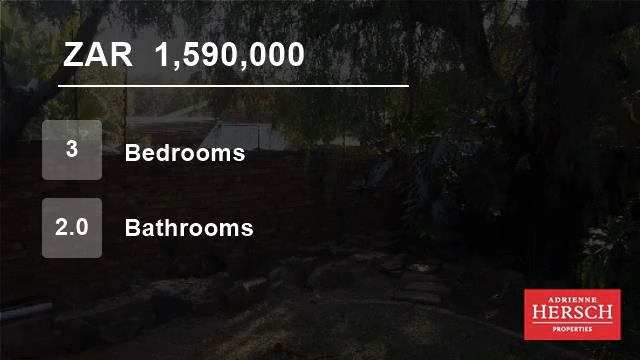 ZAR 1,590,000
3 Bedrooms
2.0 Bathrooms
ADRIENNE
HERSCH
PROPERTIES